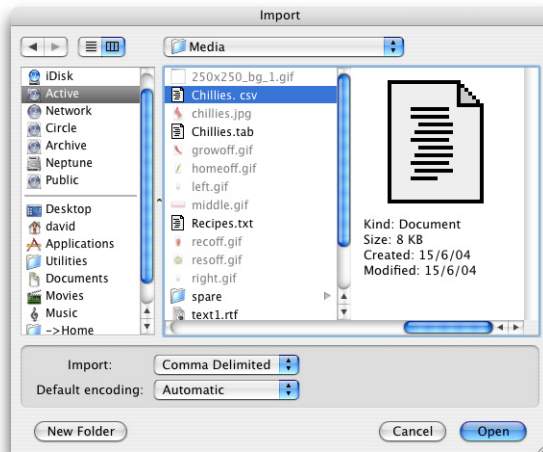 Import
Media
iDisk
Active
Network
Circle
Archive
Neptune
Public
Desktop
david
Applications
Utilities
Documents
Movies
Music
->Home
250x250_bg_1.gif
Chillies. csv
chillies.jpg
Chillies.tab
growoff.gif
homeoff.gif
left.gif
middle.gif
Recipes.txt
recoff.gif
resoff.gif
right.gif
spare
text1.rtf
Kind: Document
Size: 8 KB
Created: 15/6/04
Modified: 15/6/04
Import: Comma Delimited
Default encoding: Automatic
New Folder Cancel Open